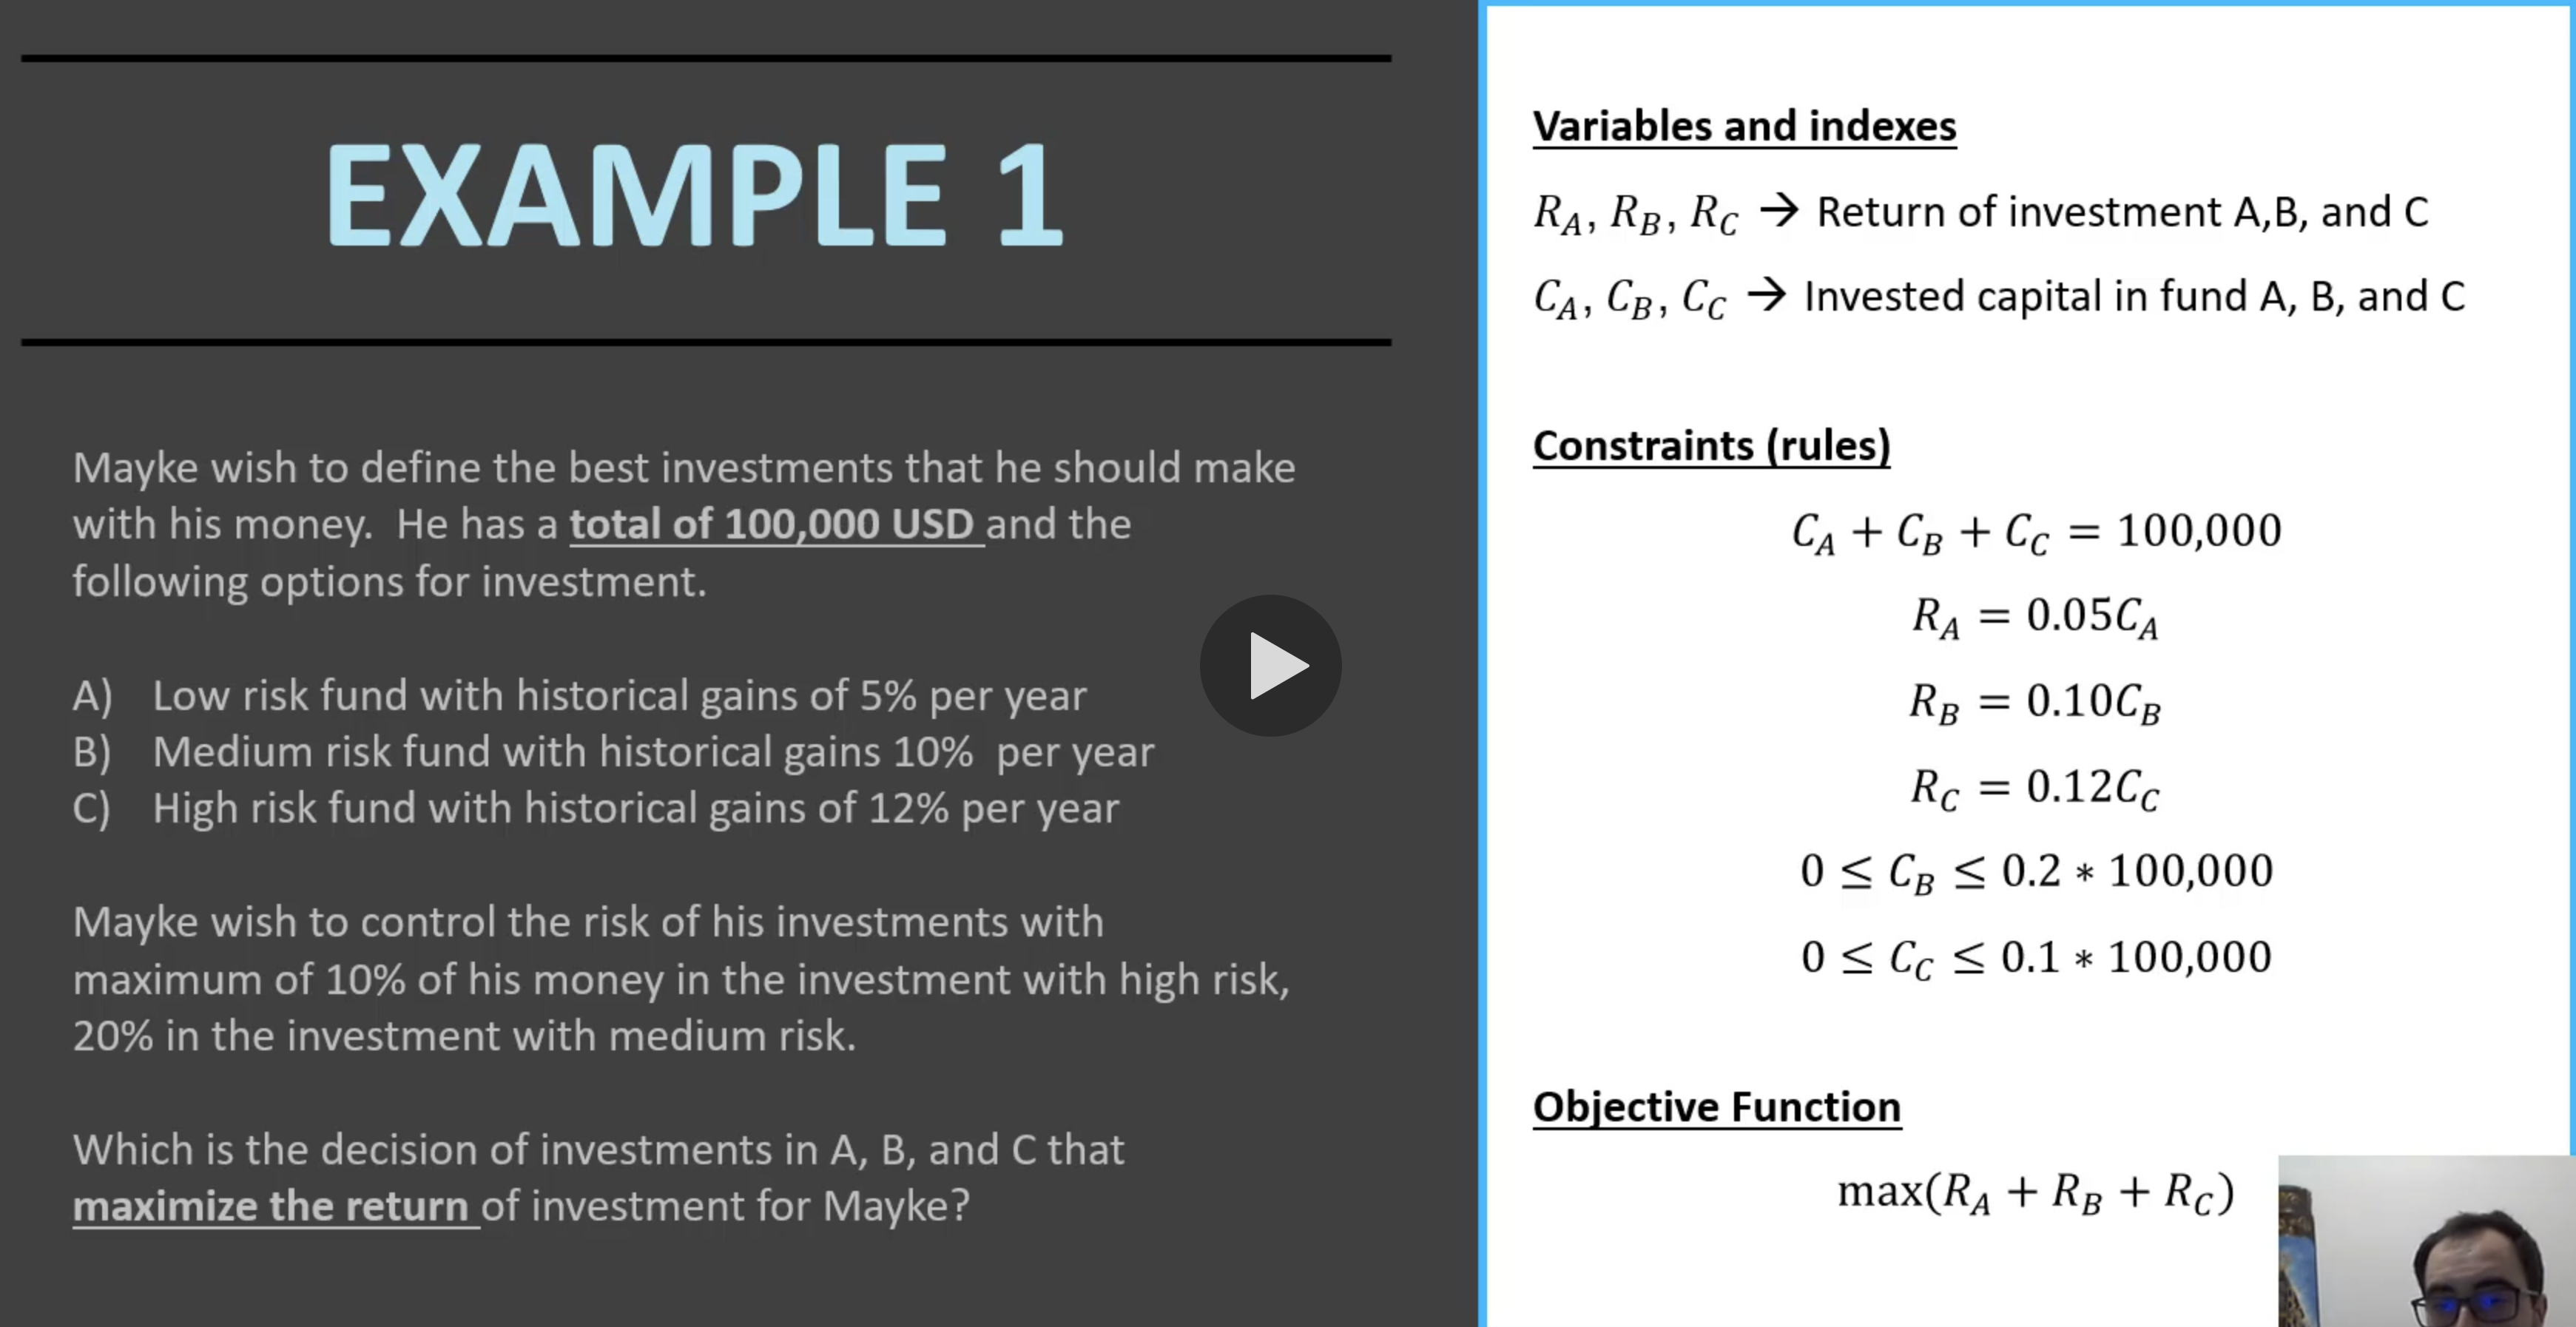 EXAMPLE 1
Mayke wish to define the best investments that he should make
with his money.  He has a total of 100,000 USD and the
following options for investment.
A) Low risk fund with historical gains of 5% per year
B) Medium risk fund with historical gains 10%  per year
C) High risk fund with historical gains of 12% per year
Mayke wish to control the risk of his investments with
maximum of 10% of his money in the investment with high risk,
20% in the investment with medium risk.
Which is the decision of investments in A, B, and C that
maximize the return of investment for Mayke?
Variables and indexes
R_A, R_B, R_C → Return of investment A,B, and C
C_A, C_B, C_C → Invested capital in fund A, B, and C
Constraints (rules)
C_A + C_B + C_C = 100,000
R_A = 0.05C_A
R_B = 0.10C_B
R_C = 0.12C_C
0 ≤ C_B ≤ 0.2 * 100,000
0 ≤ C_C ≤ 0.1 * 100,000
Objective Function
max(R_A + R_B + R_C)